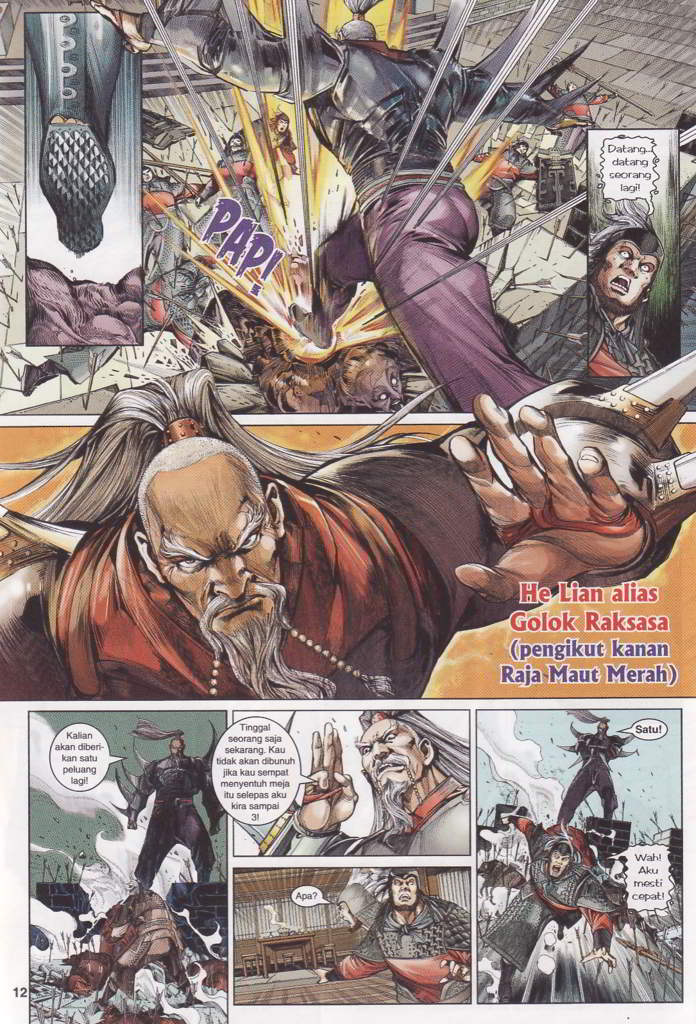 Datang...
datang
seorang
lagi!
PAP!
He Lian alias
Golok Raksasa
(pengikut kanan
Raja Maut Merah)
Kalian
akan diberi-
kan satu
peluang
lagi!
Tinggal
seorang saja
sekarang. Kau
tidak akan dibunuh
jika kau sempat
menyentuh meja
itu selepas aku
kira sampai
3!
Apa?
Satu!
Wah!
Aku
mesti
cepat!
12